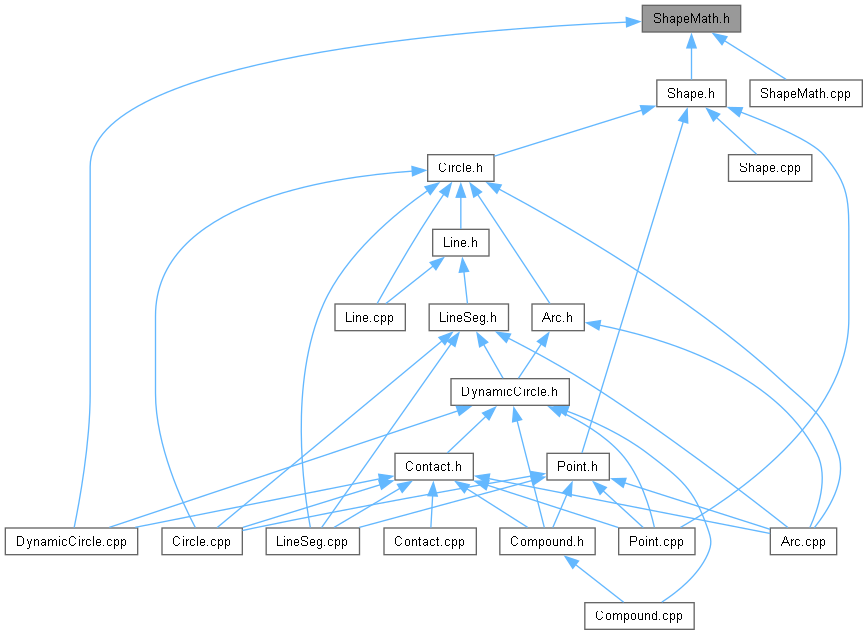 ShapeMath.h
Shape.h
ShapeMath.cpp
Circle.h
Shape.cpp
Line.h
Line.cpp
LineSeg.h
Arc.h
DynamicCircle.h
Contact.h
Point.h
DynamicCircle.cpp
Circle.cpp
LineSeg.cpp
Contact.cpp
Compound.h
Point.cpp
Arc.cpp
Compound.cpp